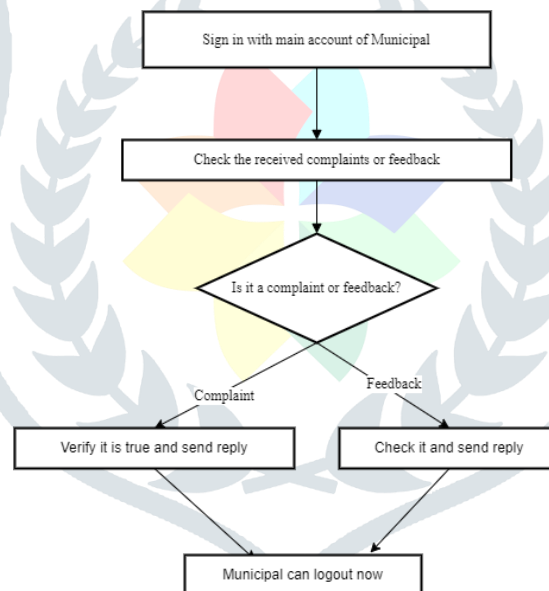 Sign in with main account of Municipal
Check the received complaints or feedback
Is it a complaint or feedback?
Complaint
Feedback
Verify it is true and send reply
Check it and send reply
Municipal can logout now